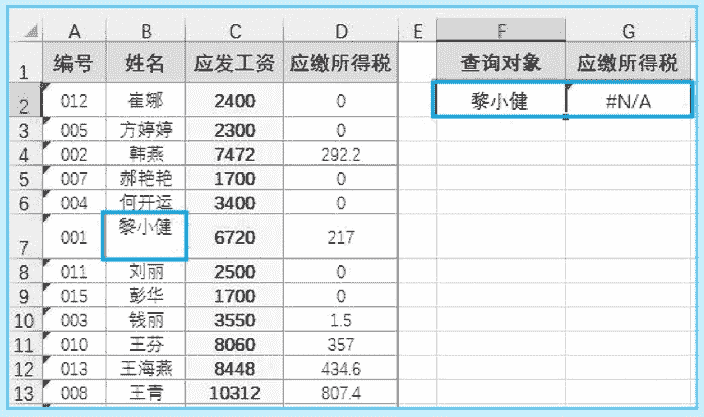 A B C D E F G
1 编号 姓名 应发工资 应缴所得税 查询对象 应缴所得税
2 012 崔娜 2400 0 黎小健 #N/A
3 005 方婷婷 2300 0
4 002 韩燕 7472 292.2
5 007 郝艳艳 1700 0
6 004 何开运 3400 0
7 001 黎小健 6720 217
8 011 刘丽 2500 0
9 015 彭华 1700 0
10 003 钱丽 3550 1.5
11 010 王芬 8060 357
12 013 王海燕 8448 434.6
13 008 王青 10312 807.4